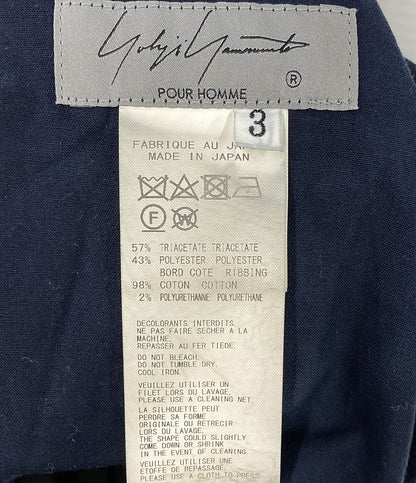 Yohji Yamamoto
®
POUR HOMME
3
FABRIQUE AU
MADE IN JAPAN
F W
57% TRIACETATE TRIACETATE
43% POLYESTER POLYESTER
BORD COTE RIBBING
98% COTON COTTON
2% POLYURETHANNE POLYURETHANE
DECOLORANTS INTERDITS.
NE PAS FAIRE SECHER A LA
MACHINE.
REPASSER AU FER TIEDE.
DO NOT BLEACH.
DO NOT TUMBLE DRY.
COOL IRON.
VEUILLEZ UTILISER UN
FILET LORS DU LAVAGE.
PLEASE USE A CLEANING NET.
LA SILHOUETTE PEUT
PERDRE SA FORME
ORIGINALE OU RETRECIR
LORS DU LAVAGE.
THE SHAPE COULD SLIGHTLY
COME DOWN OR SHRINK
IN THE EVENT OF CLEANING.
VEUILLEZ UTILISER UNE
ETOFFE DE REPASSAGE.
PLEASE USE A CLOTH TO PRESS.